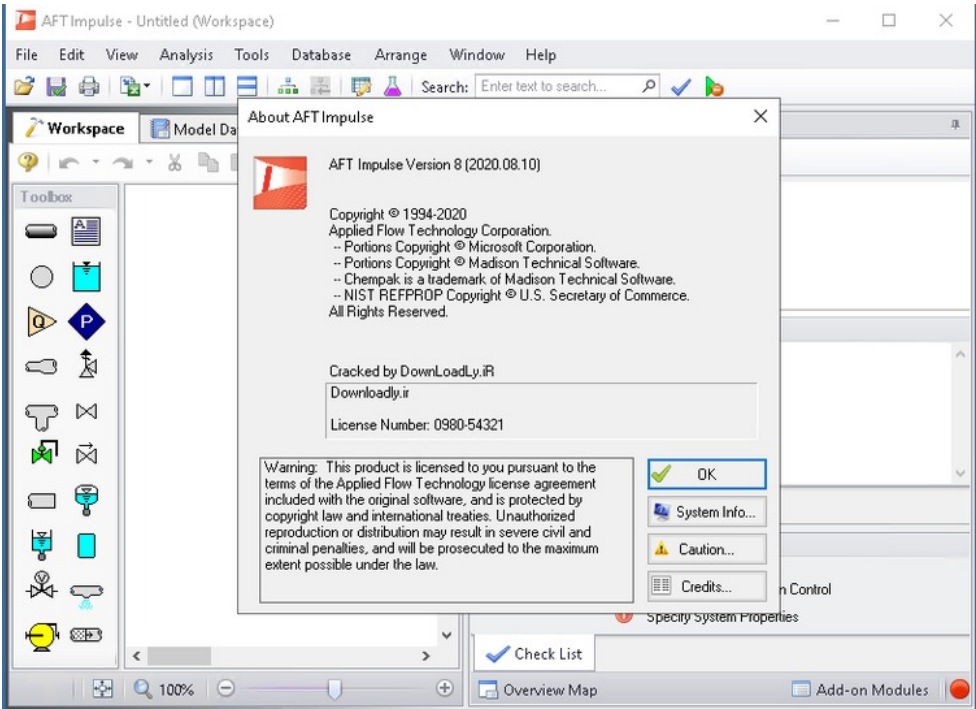 AFT Impulse - Untitled (Workspace)
File Edit View Analysis Tools Database Arrange Window Help
Search: Enter text to search...
Workspace
Model Da
About AFT Impulse
AFT Impulse Version 8 (2020.08.10)
Copyright © 1994-2020
Applied Flow Technology Corporation.
-- Portions Copyright © Microsoft Corporation.
-- Portions Copyright © Madison Technical Software.
-- Chempak is a trademark of Madison Technical Software.
-- NIST REFPROP Copyright © U.S. Secretary of Commerce.
All Rights Reserved.
Cracked by DownLoadLy.iR
Downloadly.ir
License Number: 0980-54321
Warning: This product is licensed to you pursuant to the
terms of the Applied Flow Technology license agreement
included with the original software, and is protected by
copyright law and international treaties. Unauthorized
reproduction or distribution may result in severe civil and
criminal penalties, and will be prosecuted to the maximum
extent possible under the law.
OK
System Info...
Caution...
Credits...
Toolbox
A
Q
P
n Control
Specify System Properties
Check List
100%
Overview Map
Add-on Modules